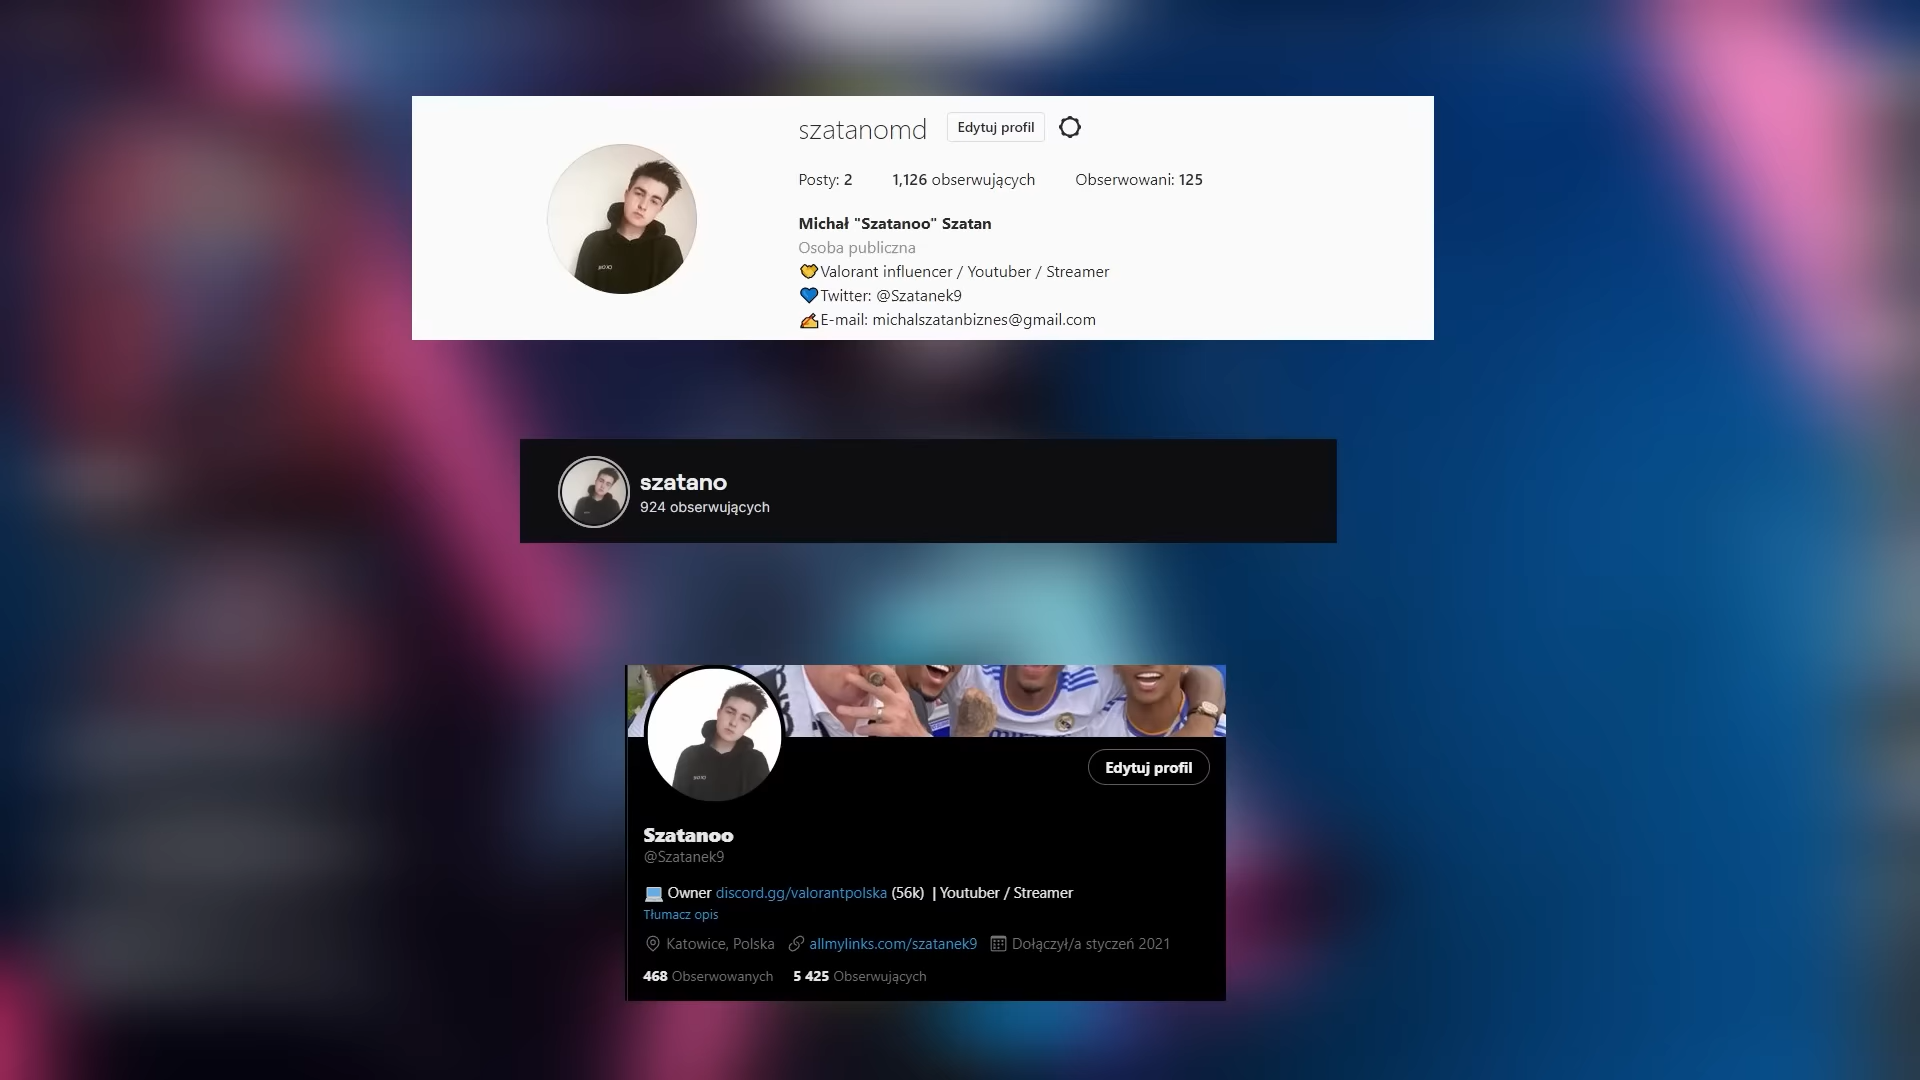 szatanomd Edytuj profil
Posty: 2 1,126 obserwujących Obserwowani: 125
Michał "Szatanoo" Szatan
Osoba publiczna
Valorant influencer / Youtuber / Streamer
Twitter: @Szatanek9
E-mail: michalszatanbiznes@gmail.com
szatano
924 obserwujących
Edytuj profil
Szatanoo
@Szatanek9
Owner discord.gg/valorantpolska (56k) | Youtuber / Streamer
Tłumacz opis
Katowice, Polska allmylinks.com/szatanek9 Dołączył/a styczeń 2021
468 Obserwowanych 5 425 Obserwujących